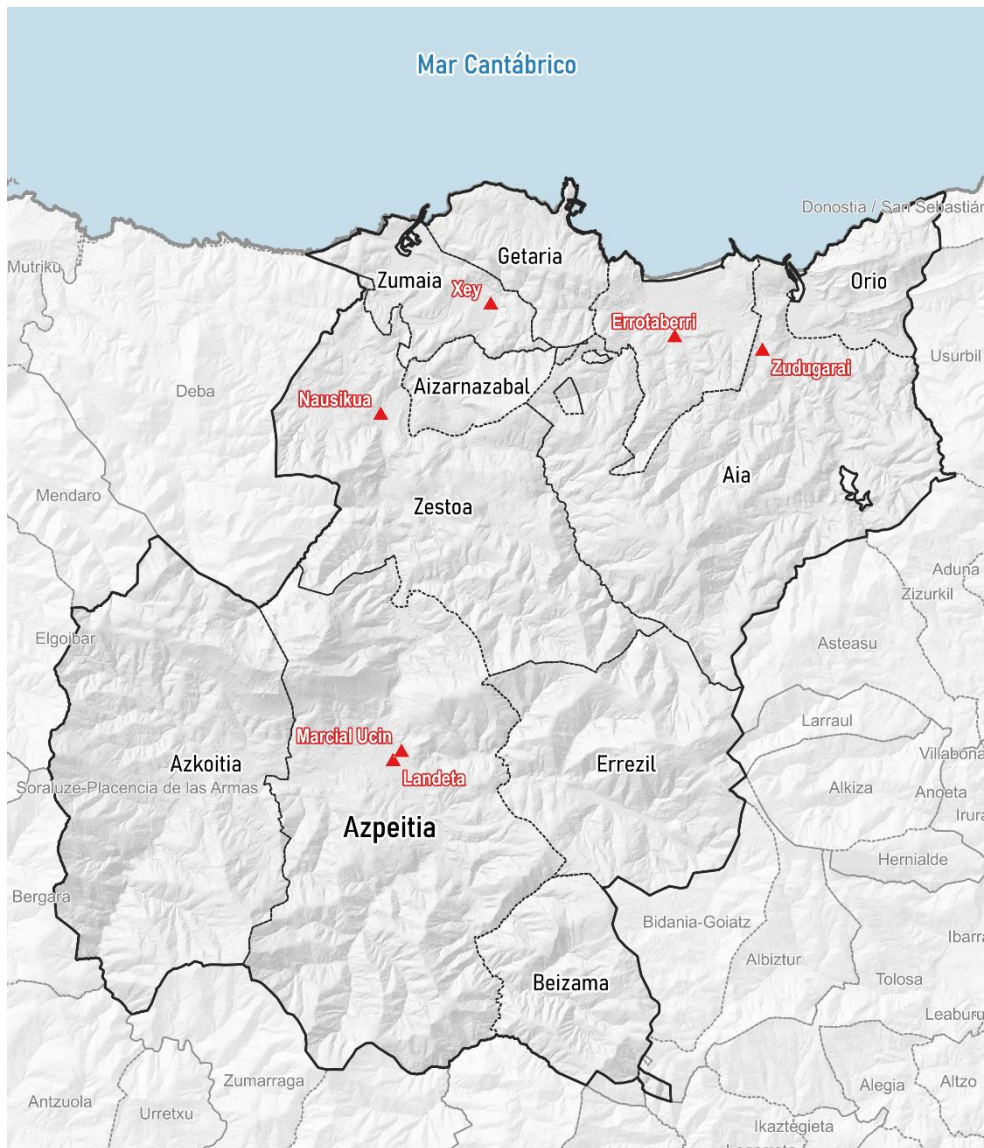 Mar Cantábrico
Donostia / San Sebastián
Mutriku
Getaria
Zumaia
Orio
Xey
Errotaberri
Usurbil
Zudugarai
Deba
Aizarnazabal
Nausikua
Aia
Mendaro
Zestoa
Aduna
Zizurkil
Elgoibar
Asteasu
Larraul
Marcial Ucin
Villabona
Azkoitia
Errezil
Landeta
Soraluze-Placencia de las Armas
Alkiza
Anoeta
Irura
Azpeitia
Hernialde
Bergara
Bidania-Goiatz
Ibarra
Albiztur
Beizama
Tolosa
Leaburu
Zumarraga
Alegia
Altzo
Antzuola
Urretxu
Ikaztegieta